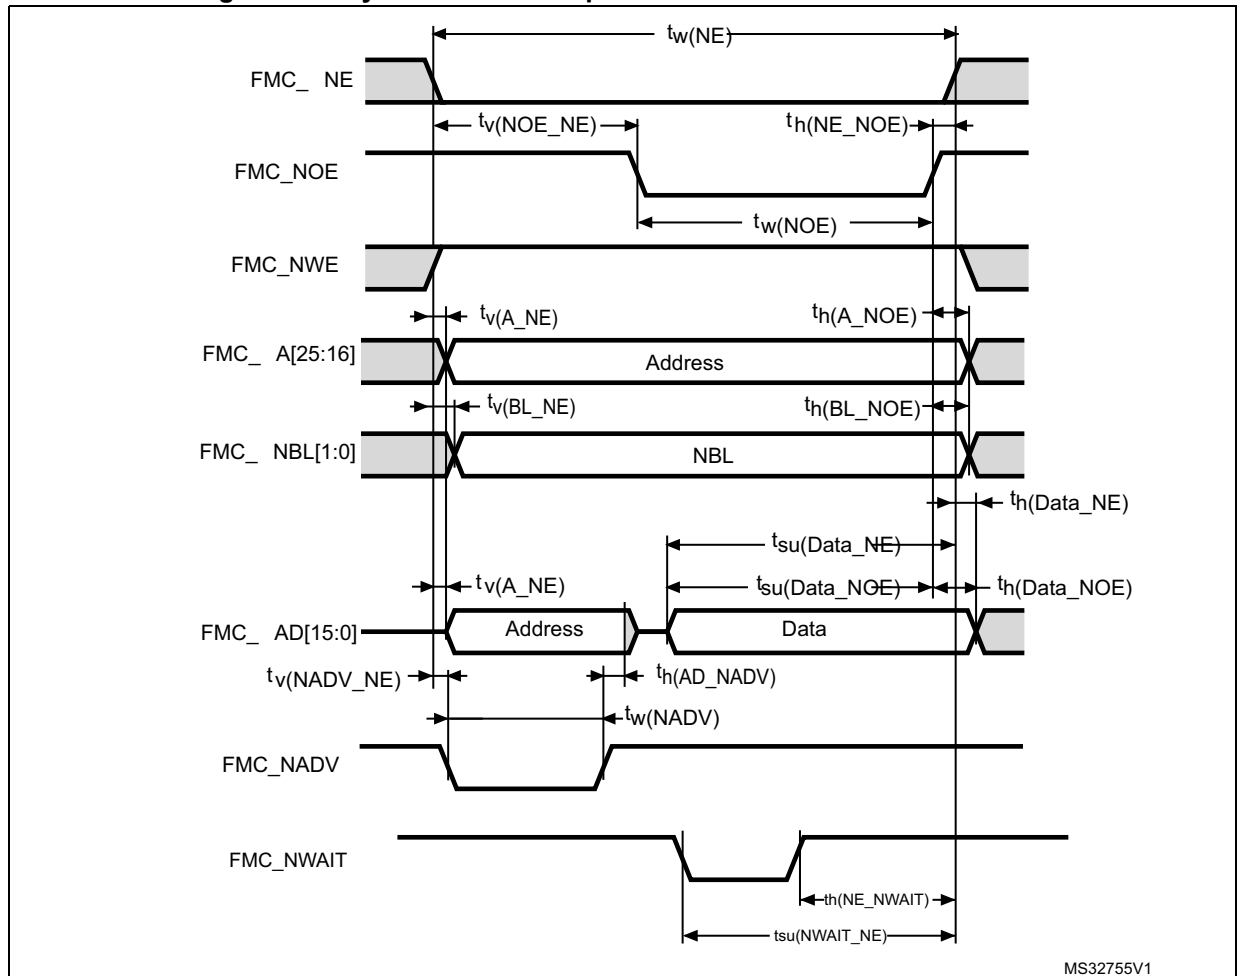 tw(NE)
FMC_ NE
tv(NOE_NE)
th(NE_NOE)
FMC_NOE
tw(NOE)
FMC_NWE
tv(A_NE)
th(A_NOE)
FMC_ A[25:16]
Address
tv(BL_NE)
th(BL_NOE)
FMC_ NBL[1:0]
NBL
th(Data_NE)
tsu(Data_NE)
tv(A_NE)
tsu(Data_NOE)
th(Data_NOE)
FMC_ AD[15:0]
Address
Data
tv(NADV_NE)
th(AD_NADV)
tw(NADV)
FMC_NADV
FMC_NWAIT
th(NE_NWAIT)
tsu(NWAIT_NE)
MS32755V1